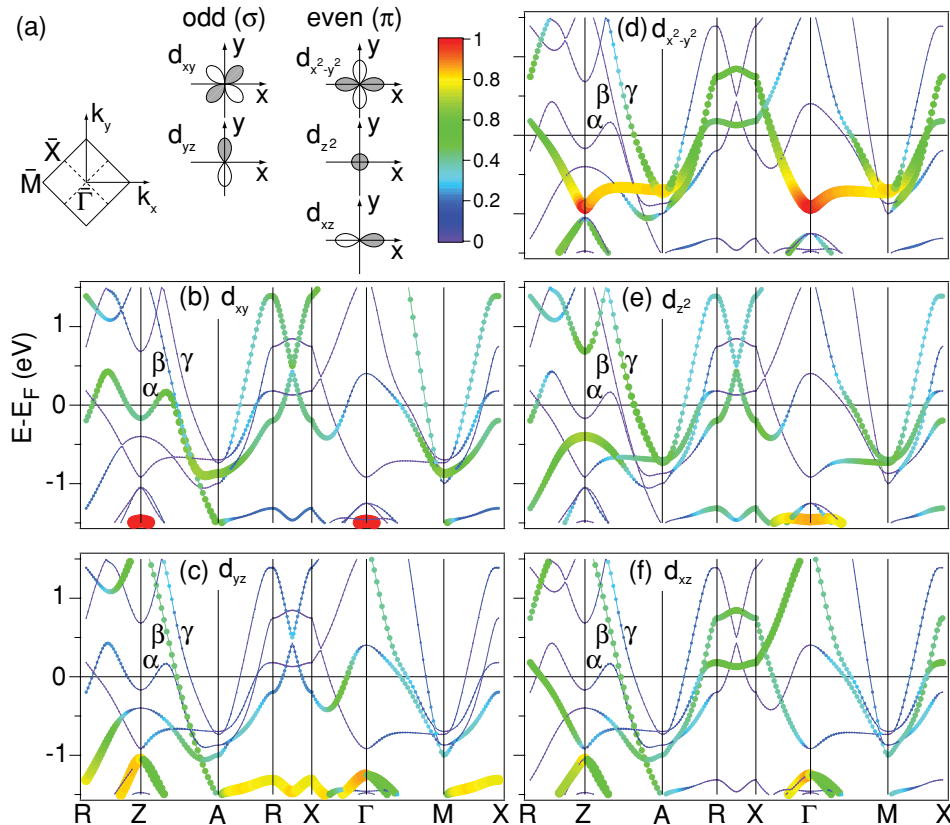 (a)
odd (σ)
even (π)
d_xy
y
x
d_yz
y
x
d_x²-y²
y
x
d_z²
y
x
d_xz
y
x
k_y
k_x
X̄
M̄
Γ̄
1
0.8
0.6
0.4
0.2
0
(d) d_x²-y²
β γ
α
(b) d_xy
β γ
α
1
0
-1
E-E_F (eV)
(e) d_z²
β γ
α
(c) d_yz
β γ
α
1
0
-1
R Z A R X Γ M X
(f) d_xz
β γ
α
R Z A R X Γ M X